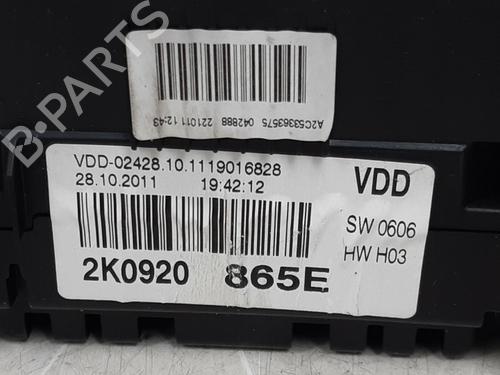 B-PARTS
A2C53363575
042888 221011 12:43
VDD-02428.10.1119016828
28.10.2011 19:42:12
VDD
SW 0606
HW H03
2K0920 865E